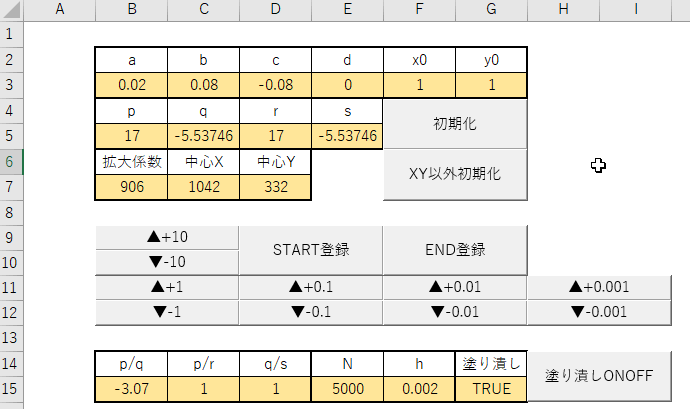 A B C D E F G H I
1
2 a b c d x0 y0
3 0.02 0.08 -0.08 0 1 1
4 p q r s 初期化
5 17 -5.53746 17 -5.53746
6 拡大係数 中心X 中心Y XY以外初期化
7 906 1042 332
8
9 ▲+10 START登録 END登録
10 ▼-10
11 ▲+1 ▲+0.1 ▲+0.01 ▲+0.001
12 ▼-1 ▼-0.1 ▼-0.01 ▼-0.001
13
14 p/q p/r q/s N h 塗り潰し 塗り潰しONOFF
15 -3.07 1 1 5000 0.002 TRUE